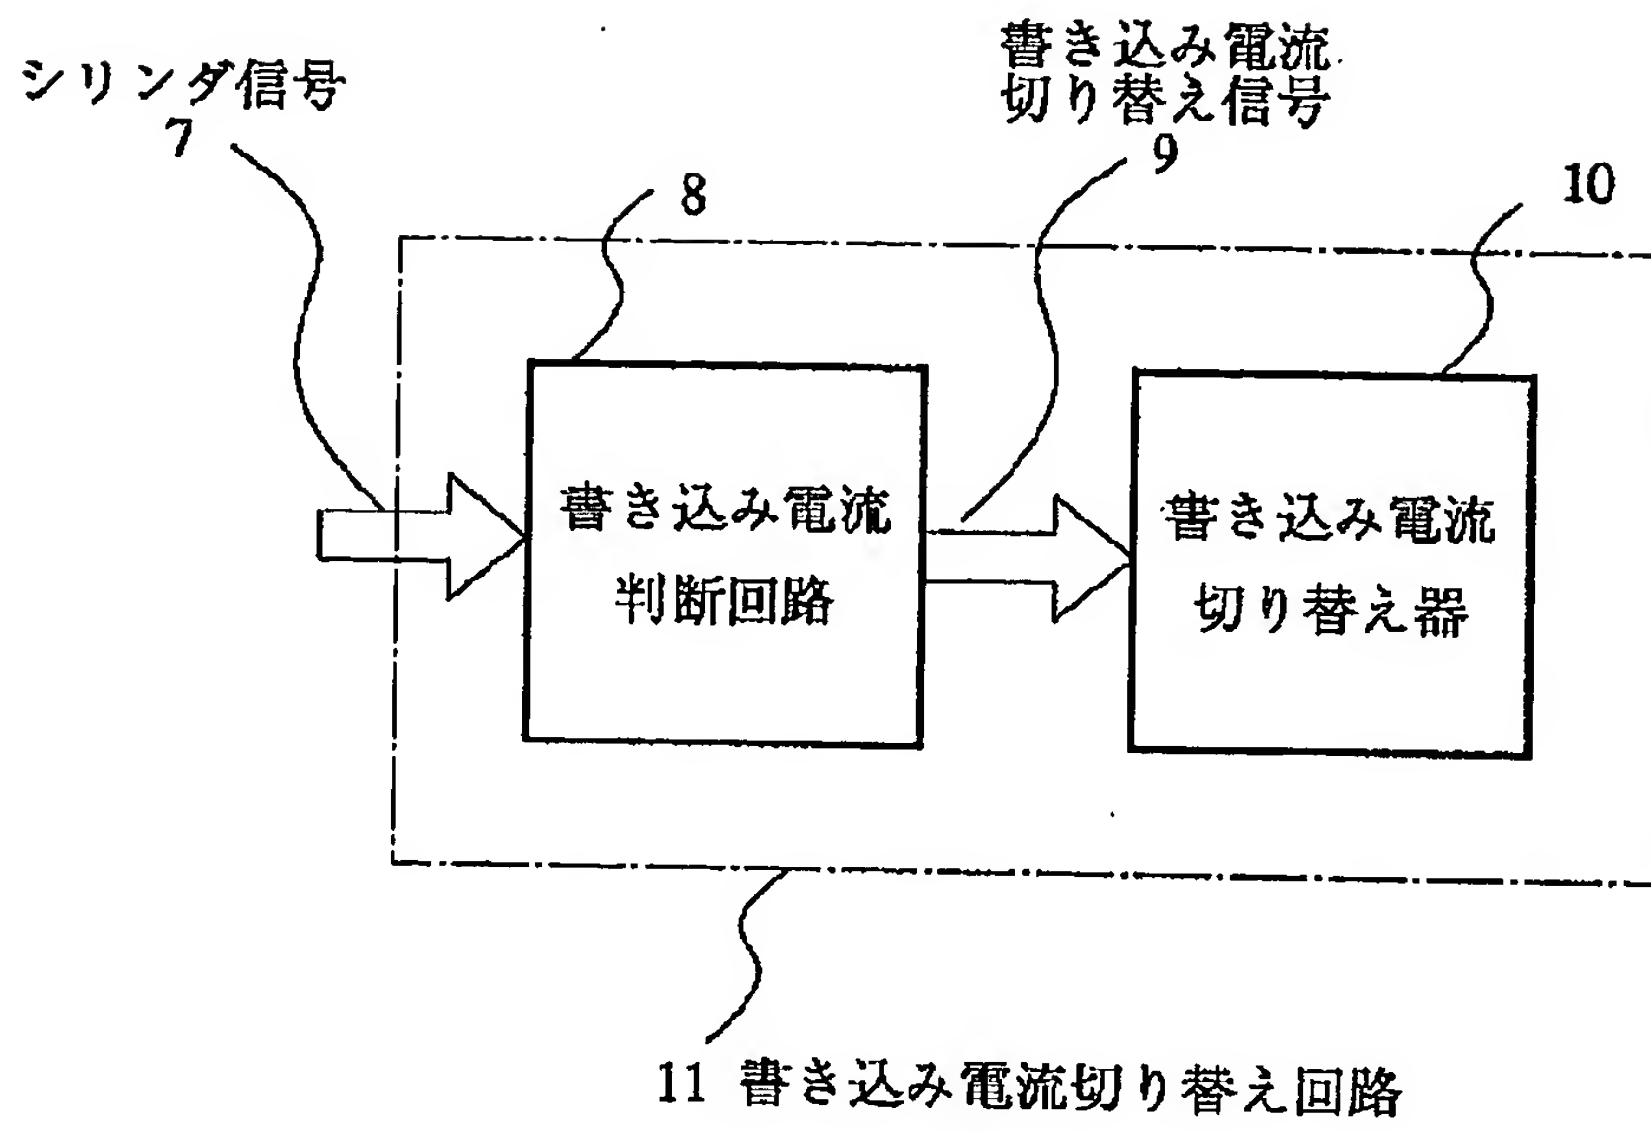 シリンダ信号
7
書き込み電流
切り替え信号
9
8
10
書き込み電流
判断回路
書き込み電流
切り替え器
11 書き込み電流切り替え回路